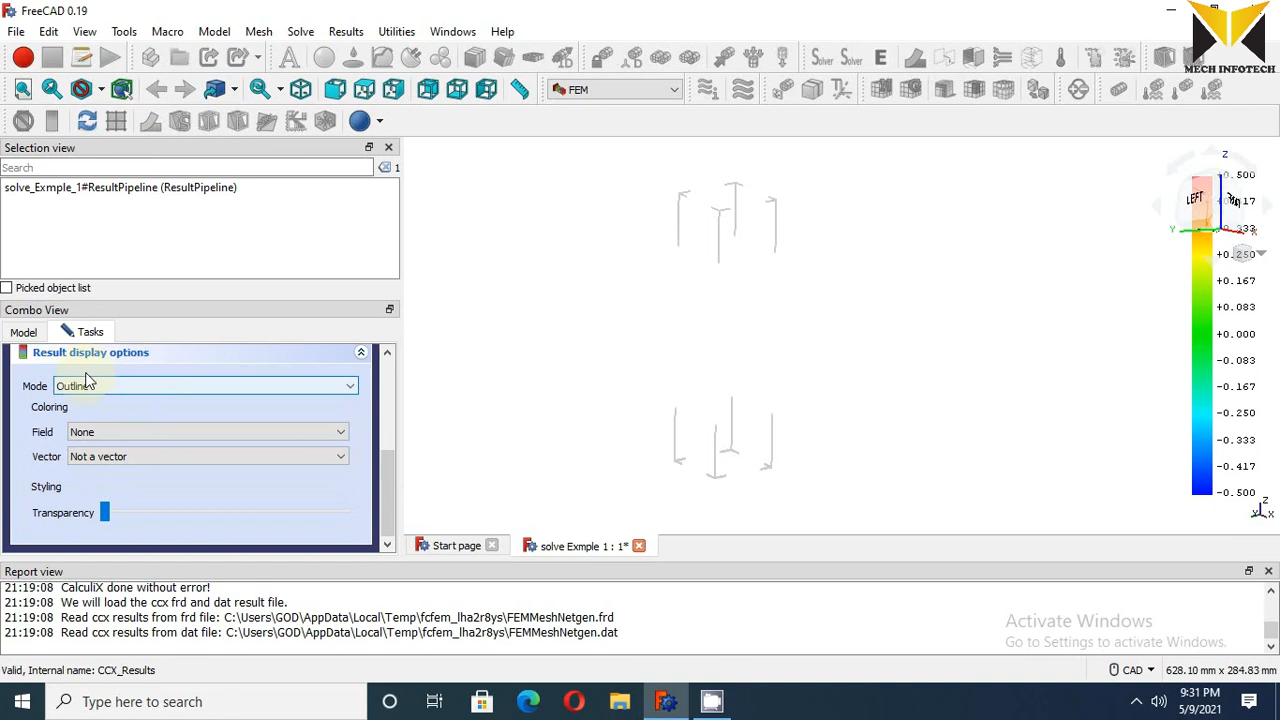 FreeCAD 0.19
MECH INFOTECH
File Edit View Tools Macro Model Mesh Solve Results Utilities Windows Help
Solver Solver E
FEM
Selection view
Search
1
solve_Exmple_1#ResultPipeline (ResultPipeline)
Picked object list
Combo View
Model Tasks
Result display options
Mode Outline
Coloring
Field None
Vector Not a vector
Styling
Transparency
Z
LEFT
Y
+0.250
+0.167
+0.083
+0.000
-0.083
-0.167
-0.250
-0.333
-0.417
-0.500
Z
Y X
Start page solve Exmple 1 : 1*
Report view
21:19:08 CalculiX done without error!
21:19:08 We will load the ccx frd and dat result file.
21:19:08 Read ccx results from frd file: C:\Users\GOD\AppData\Local\Temp\fcfem_lha2r8ys\FEMMeshNetgen.frd
21:19:08 Read ccx results from dat file: C:\Users\GOD\AppData\Local\Temp\fcfem_lha2r8ys\FEMMeshNetgen.dat
Activate Windows
Go to Settings to activate Windows.
Valid, Internal name: CCX_Results
CAD
628.10 mm x 284.83 mm
Type here to search
9:31 PM
5/9/2021